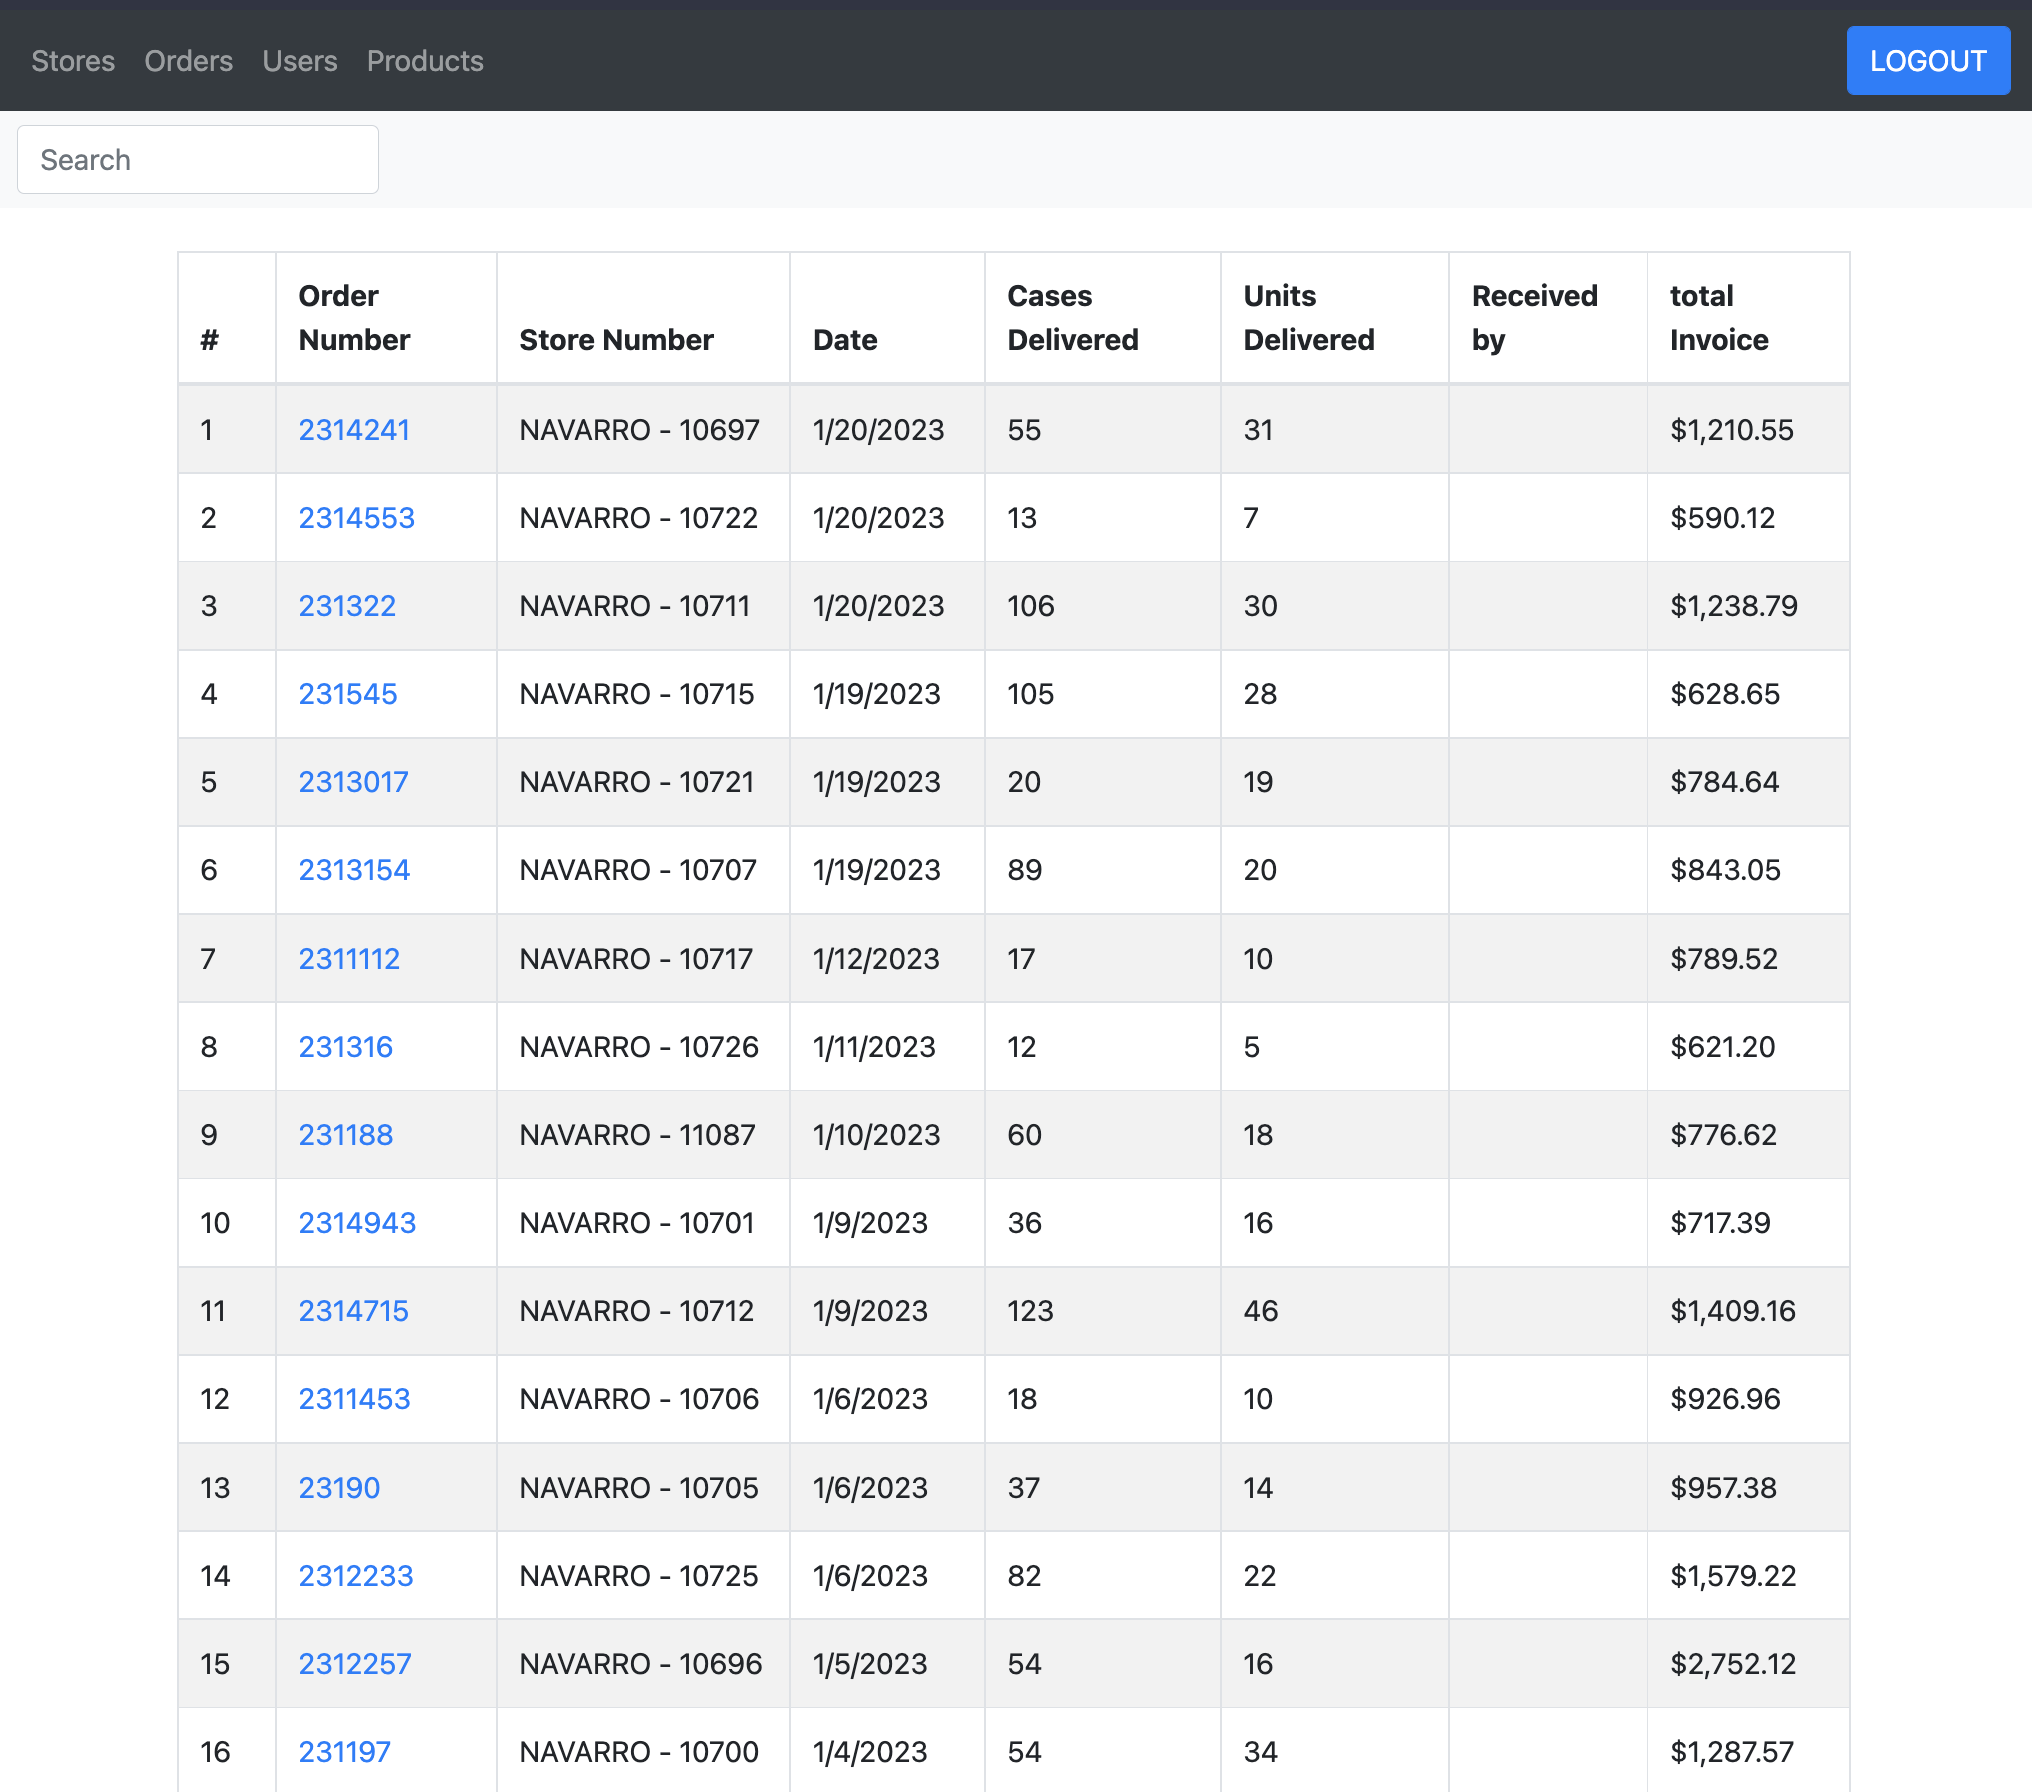 Stores Orders Users Products LOGOUT
Search
# Order Number Store Number Date Cases Delivered Units Delivered Received by total Invoice
1 2314241 NAVARRO - 10697 1/20/2023 55 31 $1,210.55
2 2314553 NAVARRO - 10722 1/20/2023 13 7 $590.12
3 231322 NAVARRO - 10711 1/20/2023 106 30 $1,238.79
4 231545 NAVARRO - 10715 1/19/2023 105 28 $628.65
5 2313017 NAVARRO - 10721 1/19/2023 20 19 $784.64
6 2313154 NAVARRO - 10707 1/19/2023 89 20 $843.05
7 2311112 NAVARRO - 10717 1/12/2023 17 10 $789.52
8 231316 NAVARRO - 10726 1/11/2023 12 5 $621.20
9 231188 NAVARRO - 11087 1/10/2023 60 18 $776.62
10 2314943 NAVARRO - 10701 1/9/2023 36 16 $717.39
11 2314715 NAVARRO - 10712 1/9/2023 123 46 $1,409.16
12 2311453 NAVARRO - 10706 1/6/2023 18 10 $926.96
13 23190 NAVARRO - 10705 1/6/2023 37 14 $957.38
14 2312233 NAVARRO - 10725 1/6/2023 82 22 $1,579.22
15 2312257 NAVARRO - 10696 1/5/2023 54 16 $2,752.12
16 231197 NAVARRO - 10700 1/4/2023 54 34 $1,287.57